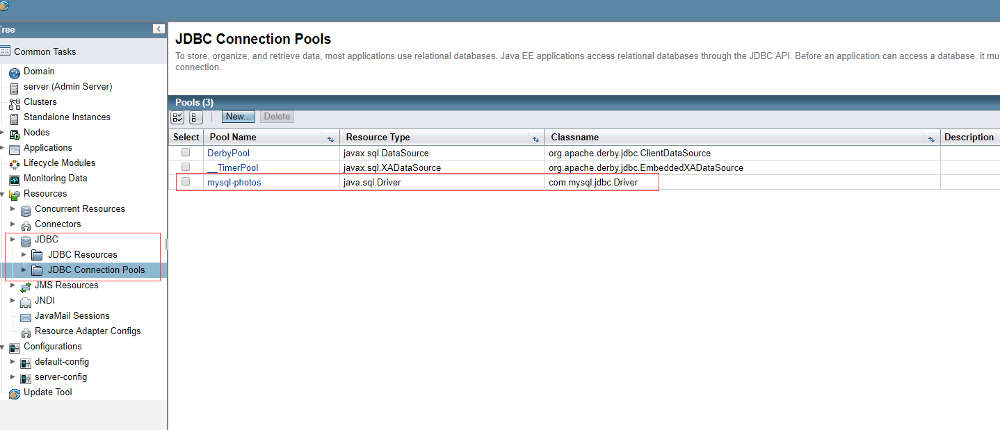 Tree
Common Tasks
Domain
server (Admin Server)
Clusters
Standalone Instances
Nodes
Applications
Lifecycle Modules
Monitoring Data
Resources
Concurrent Resources
Connectors
JDBC
JDBC Resources
JDBC Connection Pools
JMS Resources
JNDI
JavaMail Sessions
Resource Adapter Configs
Configurations
default-config
server-config
Update Tool
JDBC Connection Pools
To store, organize, and retrieve data, most applications use relational databases. Java EE applications access relational databases through the JDBC API. Before an application can access a database, it mu
connection.
Pools (3)
New... Delete
Select Pool Name Resource Type Classname Description
DerbyPool javax.sql.DataSource org.apache.derby.jdbc.ClientDataSource
__TimerPool javax.sql.XADataSource org.apache.derby.jdbc.EmbeddedXADataSource
mysql-photos java.sql.Driver com.mysql.jdbc.Driver